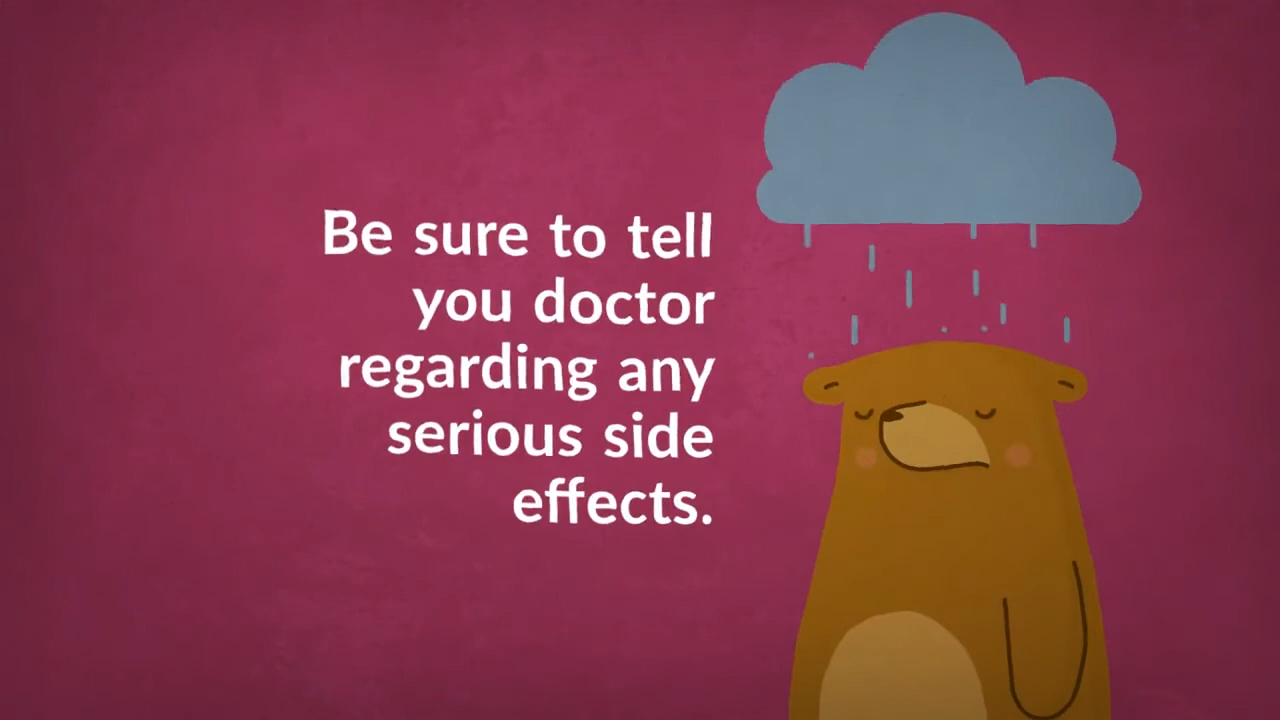 Be sure to tell
you doctor
regarding any
serious side
effects.